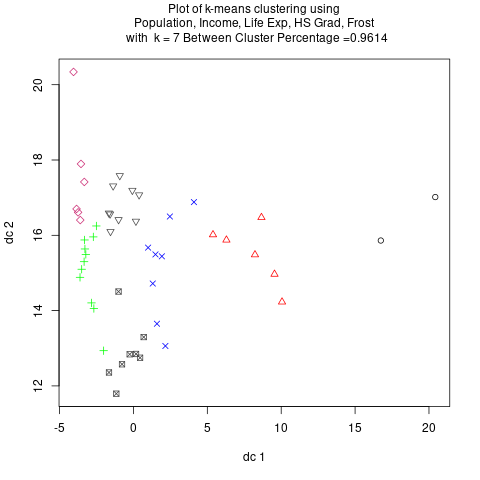 Plot of k-means clustering using
Population, Income, Life Exp, HS Grad, Frost
with k = 7 Between Cluster Percentage =0.9614
20
18
16
14
12
dc 2
-5 0 5 10 15 20
dc 1